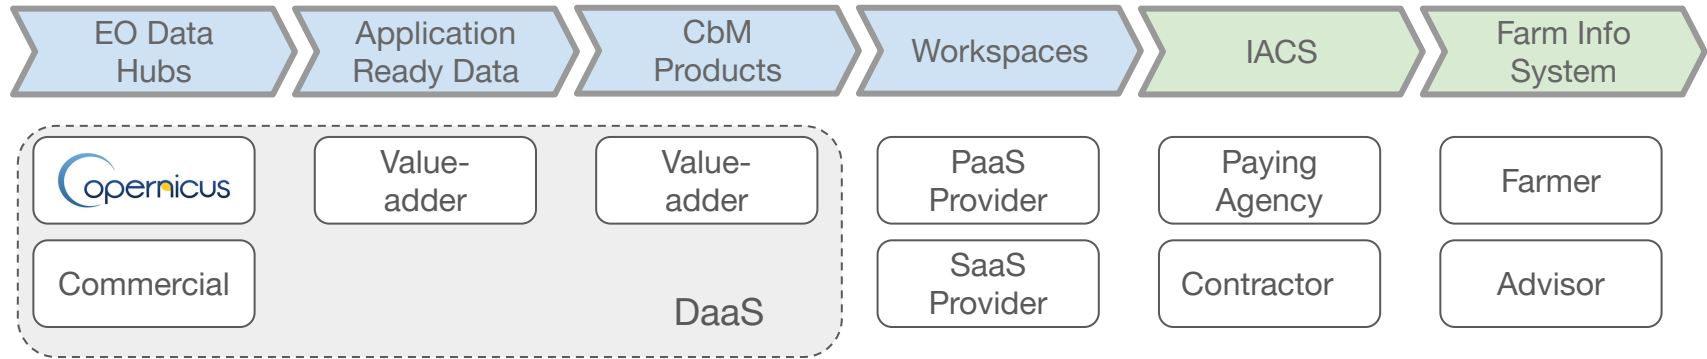 EO Data
Hubs
Application
Ready Data
CbM
Products
Workspaces
IACS
Farm Info
System
Copernicus
Value-
adder
Value-
adder
PaaS
Provider
Paying
Agency
Farmer
Commercial
DaaS
SaaS
Provider
Contractor
Advisor